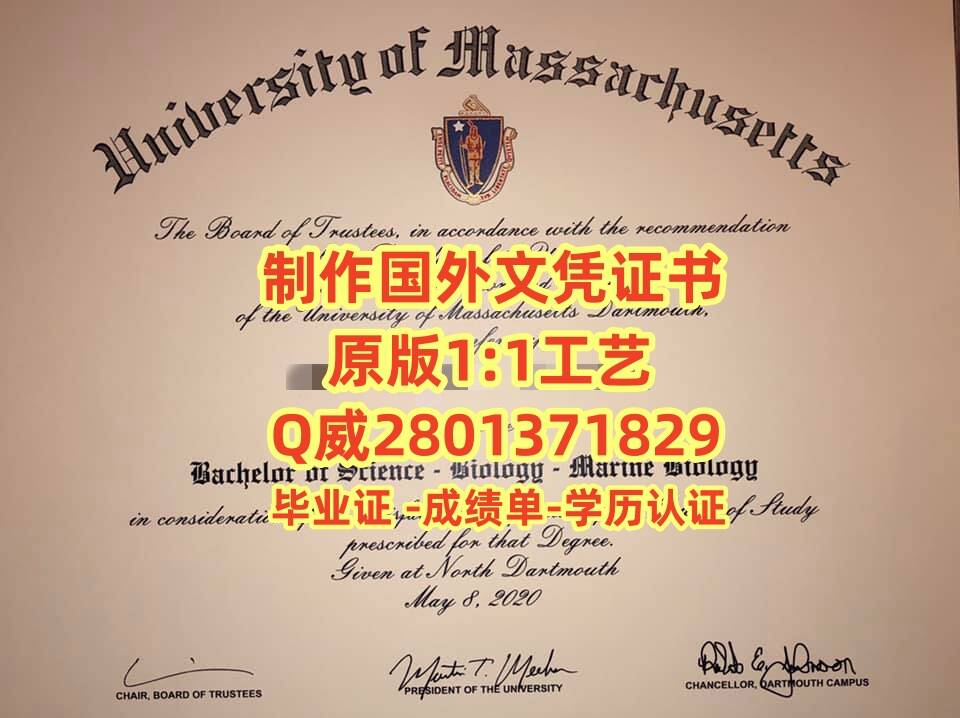 University of Massachusetts
The Board of Trustees, in accordance with the recommendation
制作国外文凭证书
of the University of Massachusetts Dartmouth,
原版1:1工艺
Q威2801371829
Bachelor of Science - Biology - Marine Biology
毕业证 -成绩单-学历认证
in of Study
prescribed for that Degree.
Given at North Dartmouth
May 8, 2020
CHAIR, BOARD OF TRUSTEES
PRESIDENT OF THE UNIVERSITY
CHANCELLOR, DARTMOUTH CAMPUS